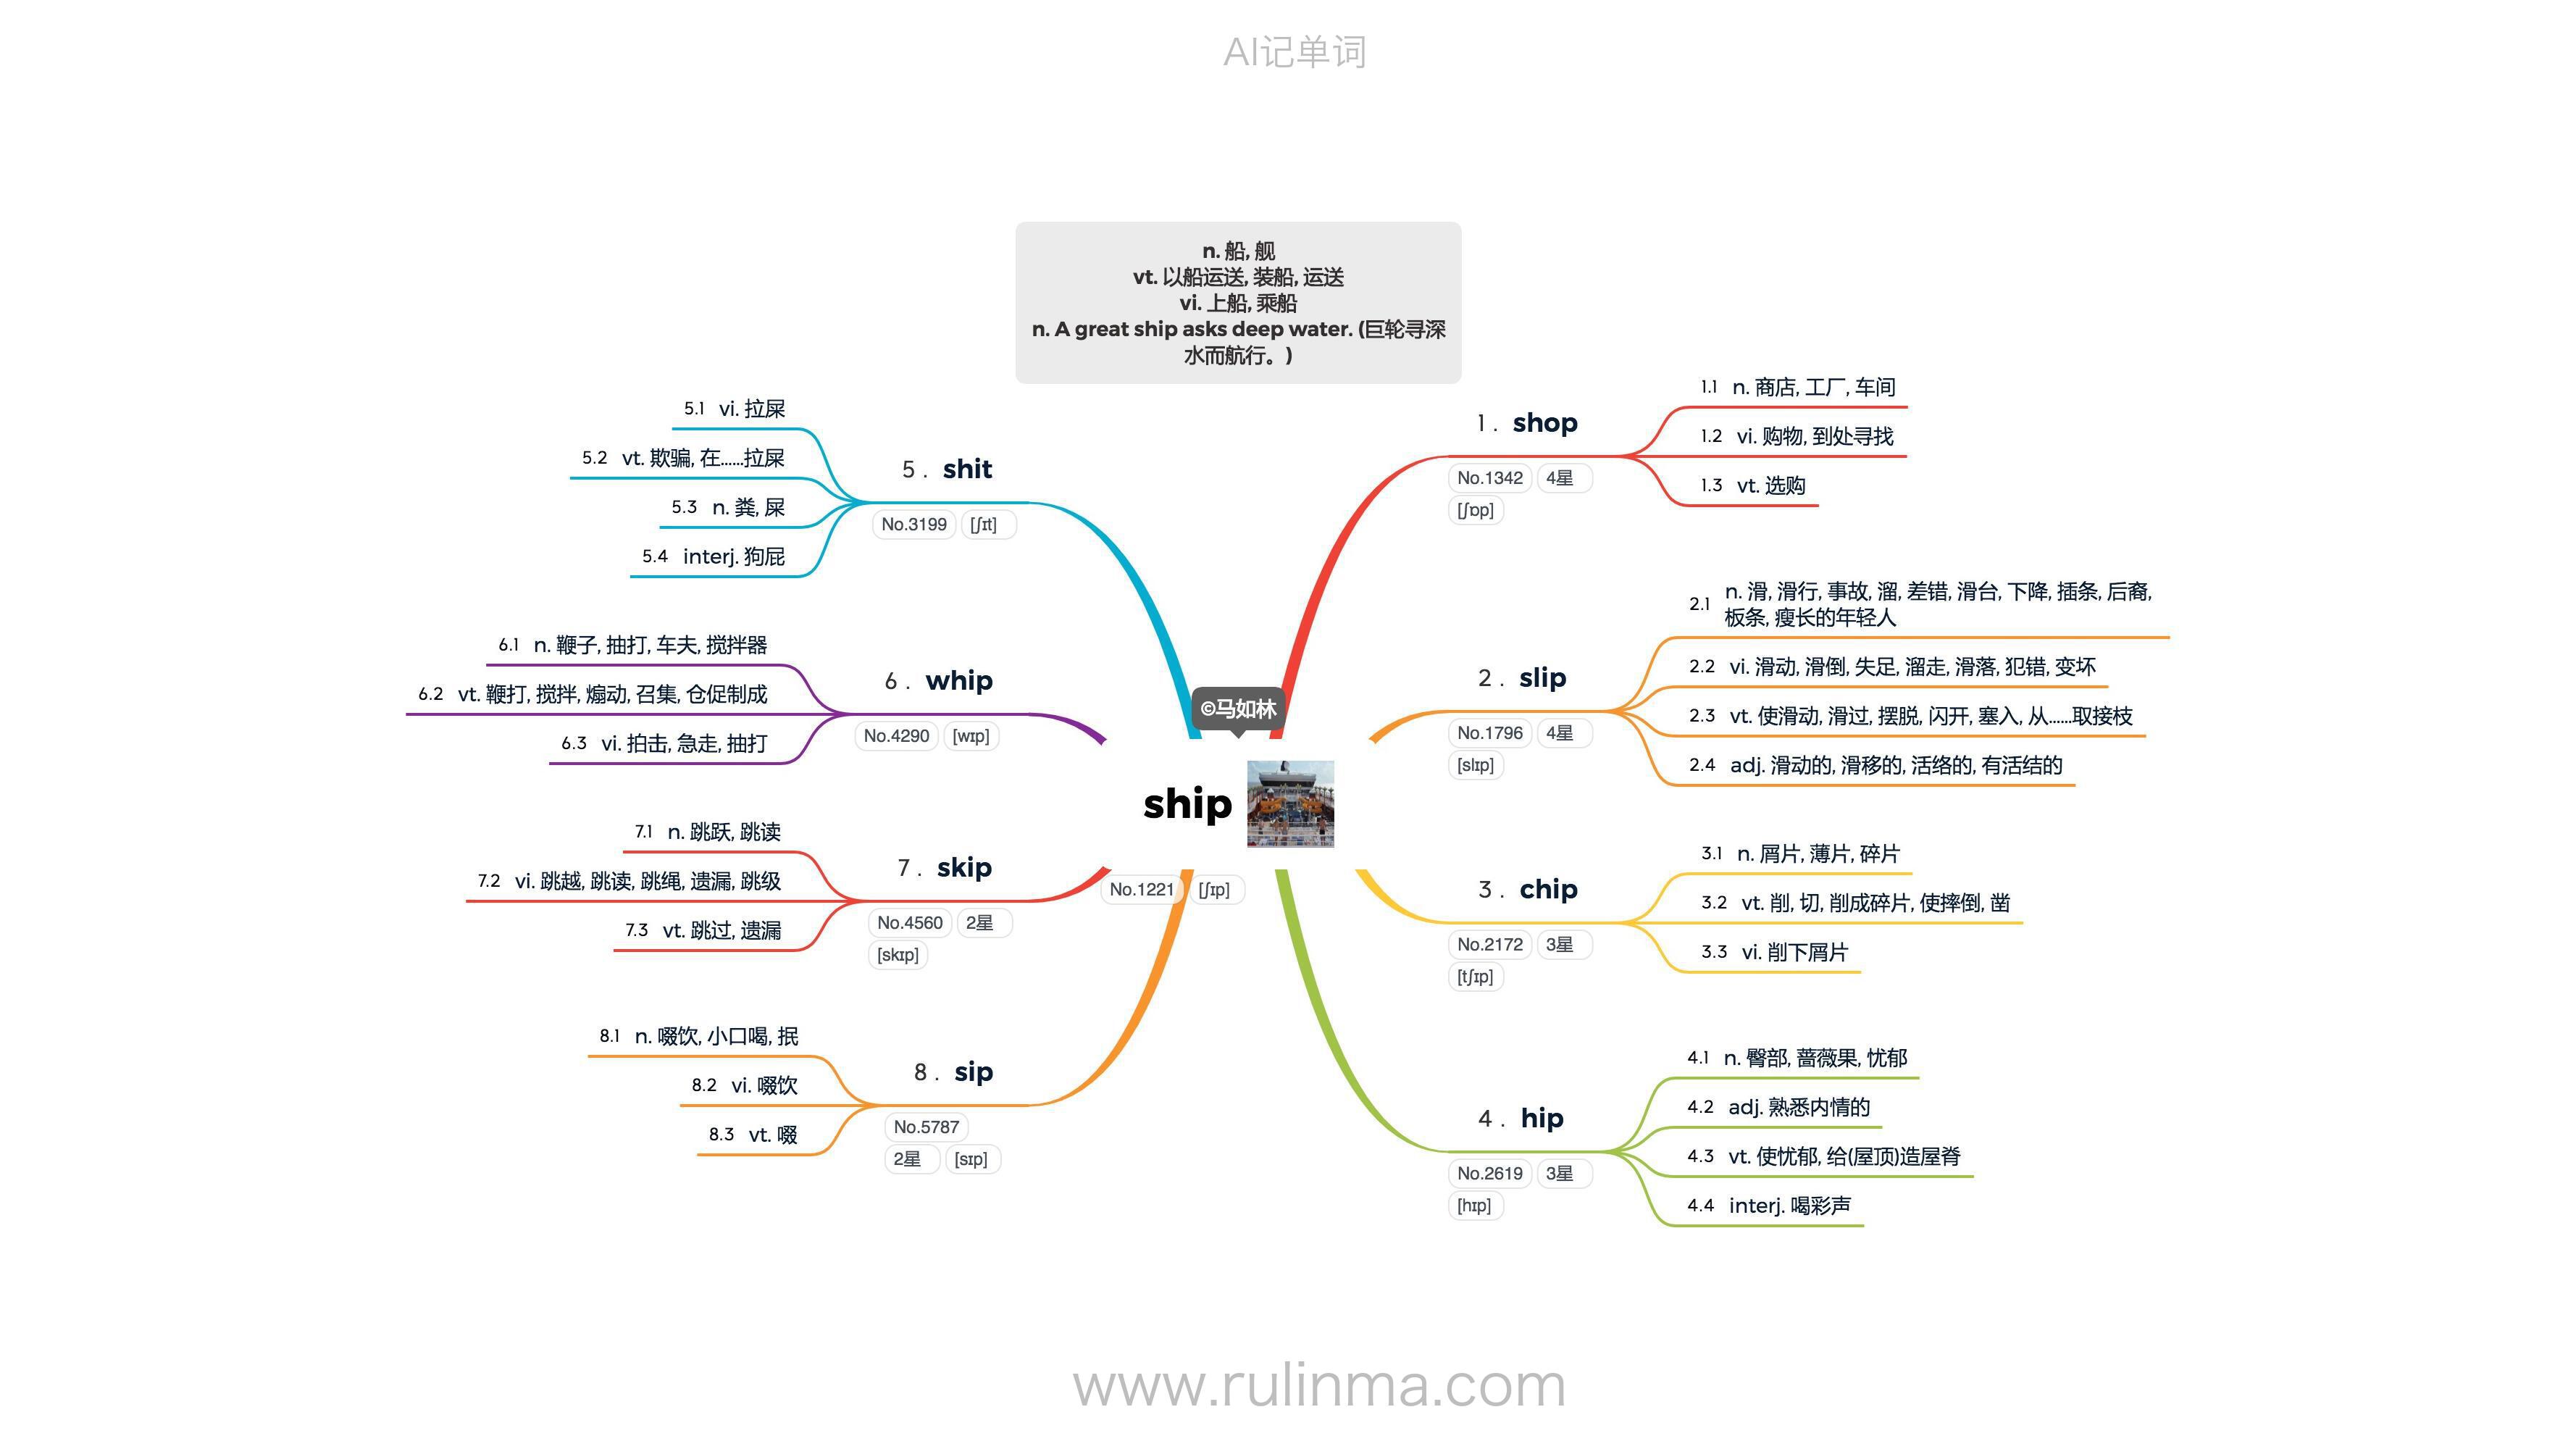 AI记单词
n. 船, 舰
vt. 以船运送, 装船, 运送
vi. 上船, 乘船
n. A great ship asks deep water. (巨轮寻深
水而航行。)
©马如林
ship
No.1221 [ʃɪp]
1 . shop
No.1342 4星
[ʃɒp]
1.1 n. 商店, 工厂, 车间
1.2 vi. 购物, 到处寻找
1.3 vt. 选购
2 . slip
No.1796 4星
[slɪp]
2.1 n. 滑, 滑行, 事故, 溜, 差错, 滑台, 下降, 插条, 后裔,
板条, 瘦长的年轻人
2.2 vi. 滑动, 滑倒, 失足, 溜走, 滑落, 犯错, 变坏
2.3 vt. 使滑动, 滑过, 摆脱, 闪开, 塞入, 从......取接枝
2.4 adj. 滑动的, 滑移的, 活络的, 有活结的
3 . chip
No.2172 3星
[tʃɪp]
3.1 n. 屑片, 薄片, 碎片
3.2 vt. 削, 切, 削成碎片, 使摔倒, 凿
3.3 vi. 削下屑片
4 . hip
No.2619 3星
[hɪp]
4.1 n. 臀部, 蔷薇果, 忧郁
4.2 adj. 熟悉内情的
4.3 vt. 使忧郁, 给(屋顶)造屋脊
4.4 interj. 喝彩声
5 . shit
No.3199 [ʃɪt]
5.1 vi. 拉屎
5.2 vt. 欺骗, 在......拉屎
5.3 n. 粪, 屎
5.4 interj. 狗屁
6 . whip
No.4290 [wɪp]
6.1 n. 鞭子, 抽打, 车夫, 搅拌器
6.2 vt. 鞭打, 搅拌, 煽动, 召集, 仓促制成
6.3 vi. 拍击, 急走, 抽打
7 . skip
No.4560 2星
[skɪp]
7.1 n. 跳跃, 跳读
7.2 vi. 跳越, 跳读, 跳绳, 遗漏, 跳级
7.3 vt. 跳过, 遗漏
8 . sip
No.5787
2星 [sɪp]
8.1 n. 啜饮, 小口喝, 抿
8.2 vi. 啜饮
8.3 vt. 啜
www.rulinma.com